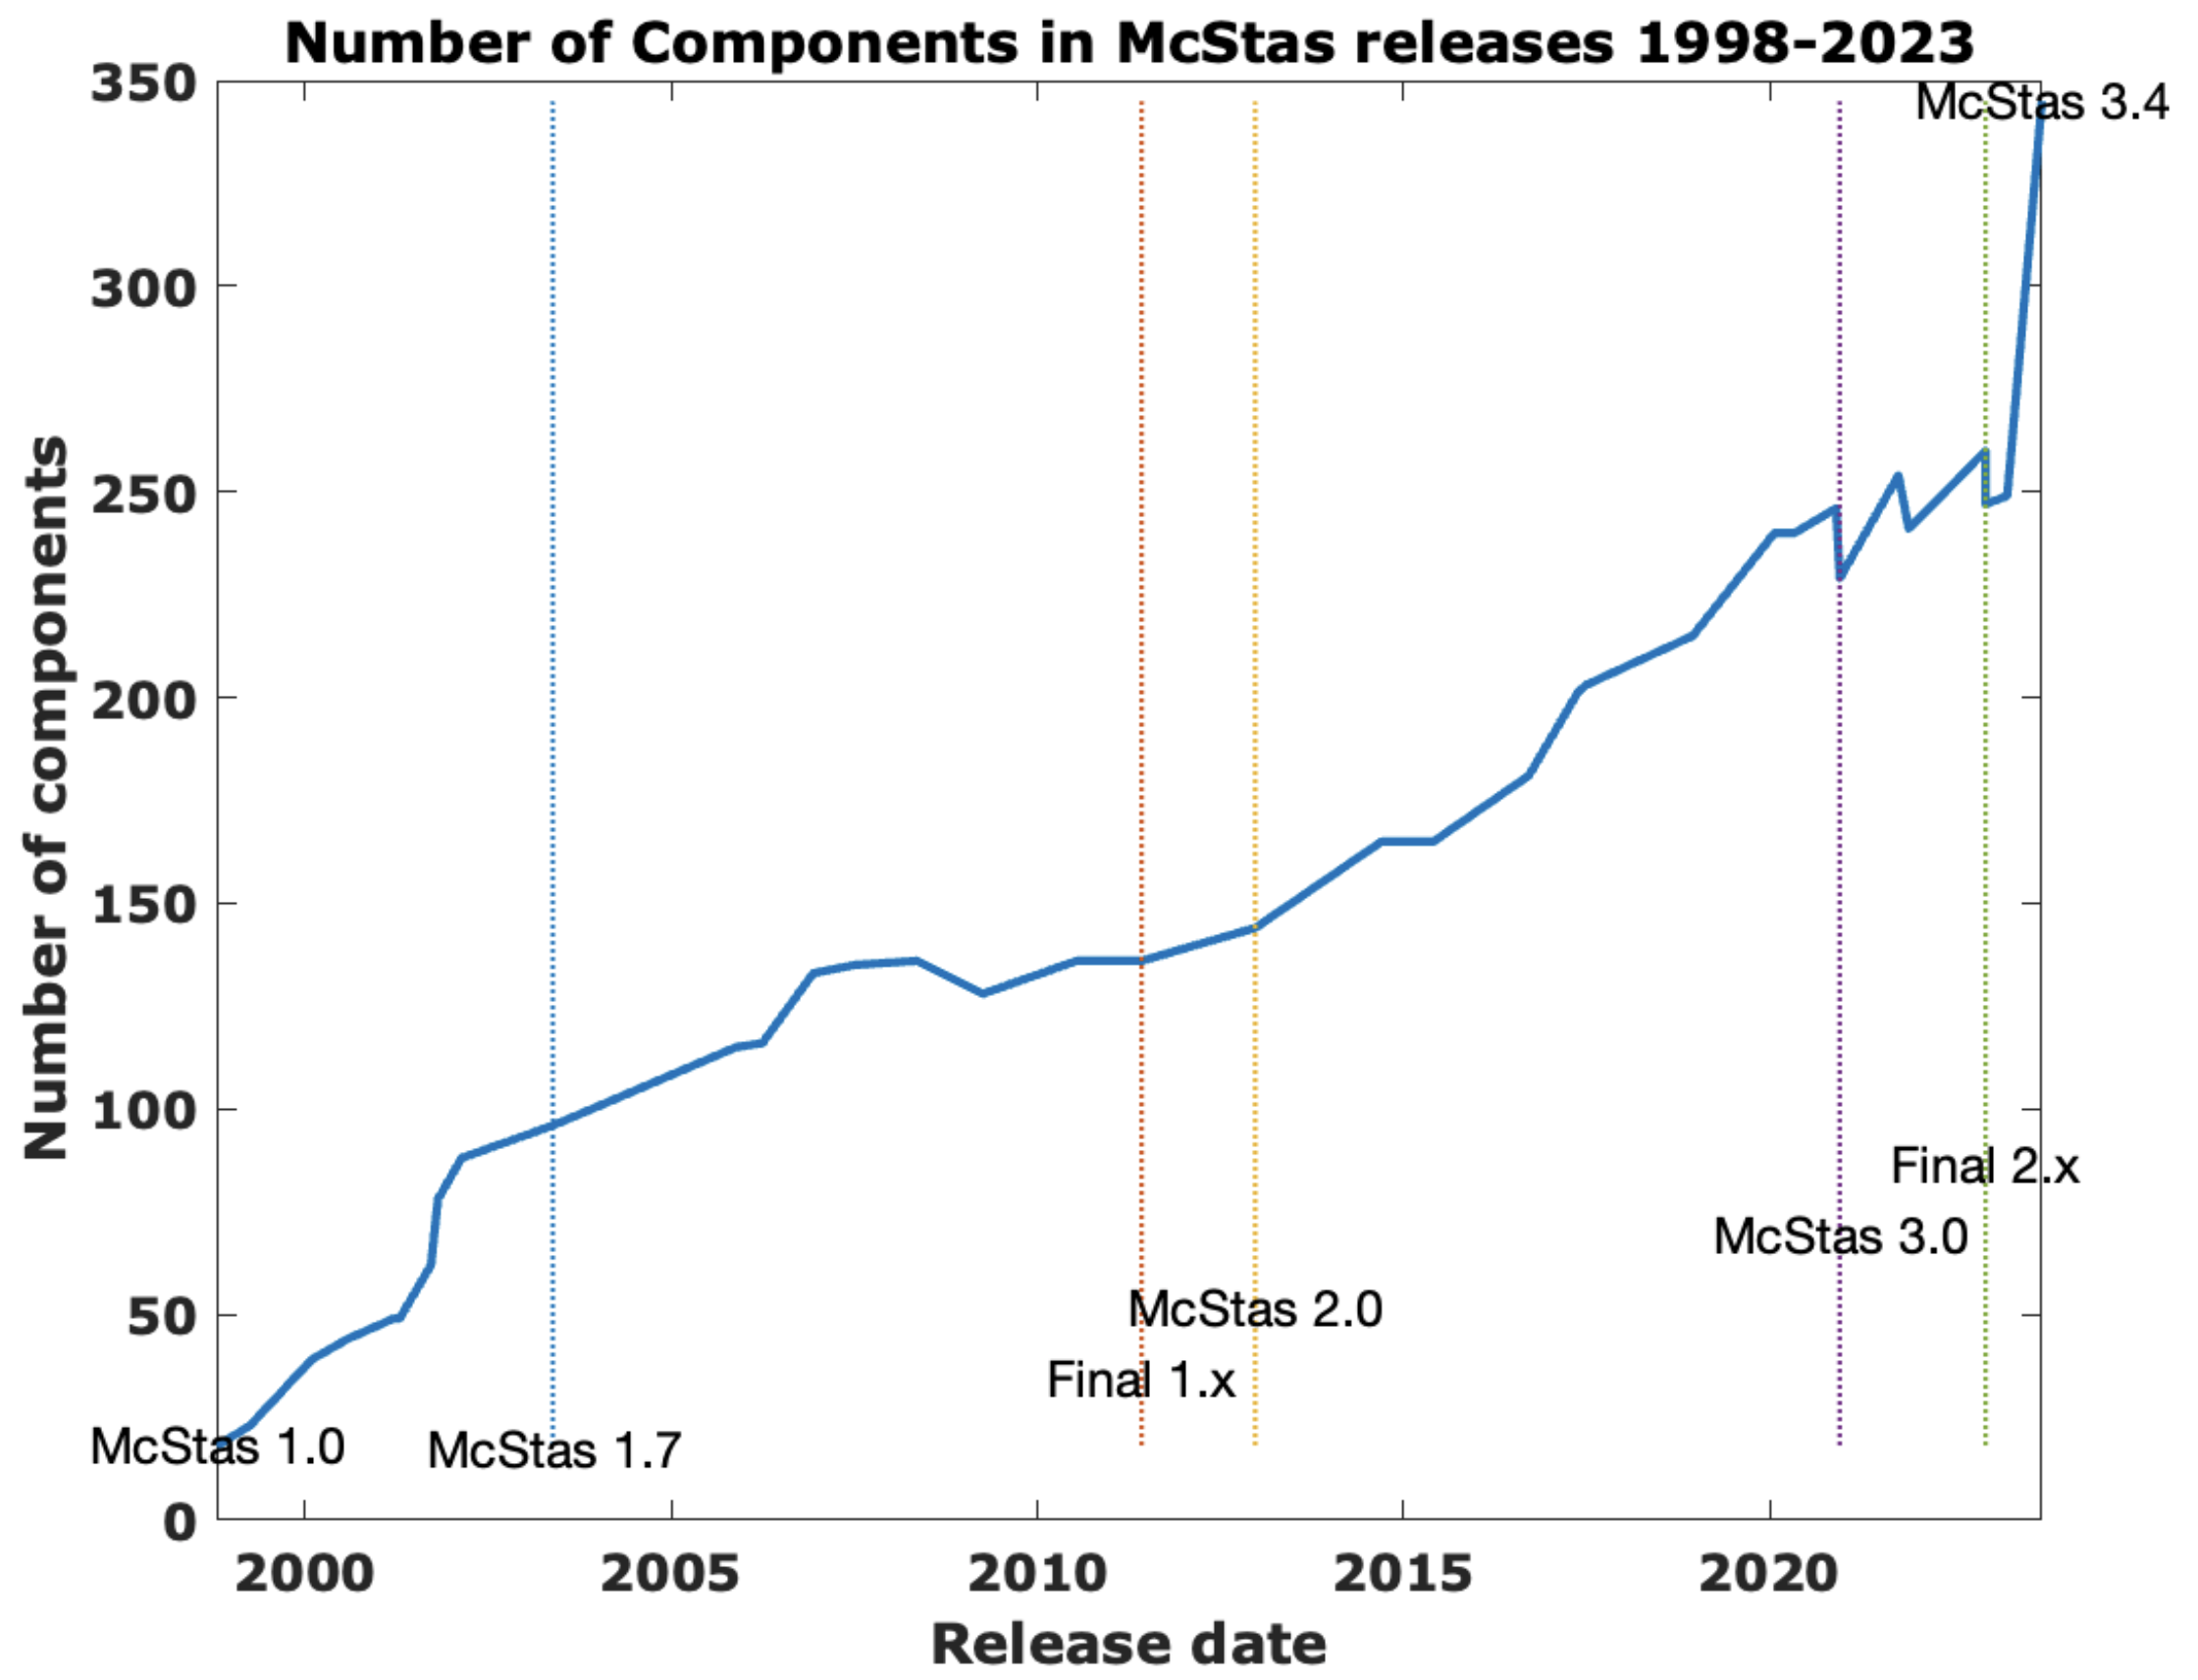 Number of Components in McStas releases 1998-2023
McStas 3.4
350
300
250
200
150
100
50
0
Number of components
Final 2.x
McStas 3.0
McStas 2.0
Final 1.x
McStas 1.0
McStas 1.7
2000
2005
2010
2015
2020
Release date